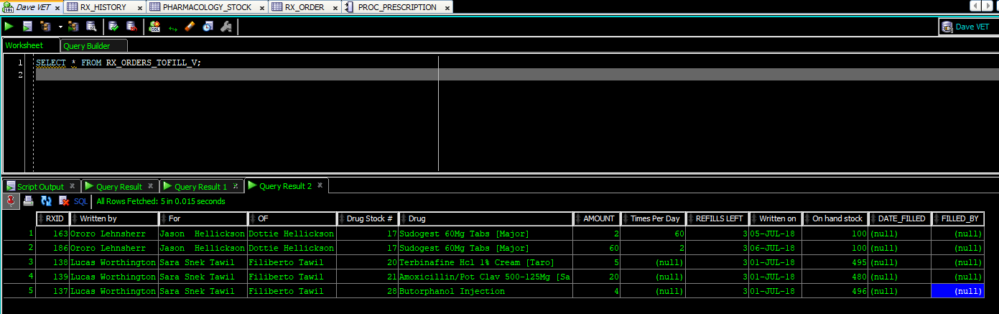 Dave VET RX_HISTORY PHARMACOLOGY_STOCK RX_ORDER PROC_PRESCRIPTION
Dave VET
Worksheet Query Builder
1 SELECT * FROM RX_ORDERS_TOFILL_V;
2
Script Output Query Result Query Result 1 Query Result 2
SQL All Rows Fetched: 5 in 0.015 seconds
RXID Written by For OF Drug Stock # Drug AMOUNT Times Per Day REFILLS LEFT Written on On hand stock DATE_FILLED FILLED_BY
1 163 Ororo Lehnsherr Jason Hellickson Dottie Hellickson 17 Sudogest 60Mg Tabs [Major] 2 60 3 05-JUL-18 100 (null) (null)
2 186 Ororo Lehnsherr Jason Hellickson Dottie Hellickson 17 Sudogest 60Mg Tabs [Major] 60 2 3 06-JUL-18 100 (null) (null)
3 138 Lucas Worthington Sara Snek Tawil Filiberto Tawil 20 Terbinafine Hcl 1% Cream [Taro] 5 (null) 3 01-JUL-18 495 (null) (null)
4 139 Lucas Worthington Sara Snek Tawil Filiberto Tawil 21 Amoxicillin/Pot Clav 500-125Mg [Sa 20 (null) 3 01-JUL-18 480 (null) (null)
5 137 Lucas Worthington Sara Snek Tawil Filiberto Tawil 28 Butorphanol Injection 4 (null) 3 01-JUL-18 496 (null) (null)